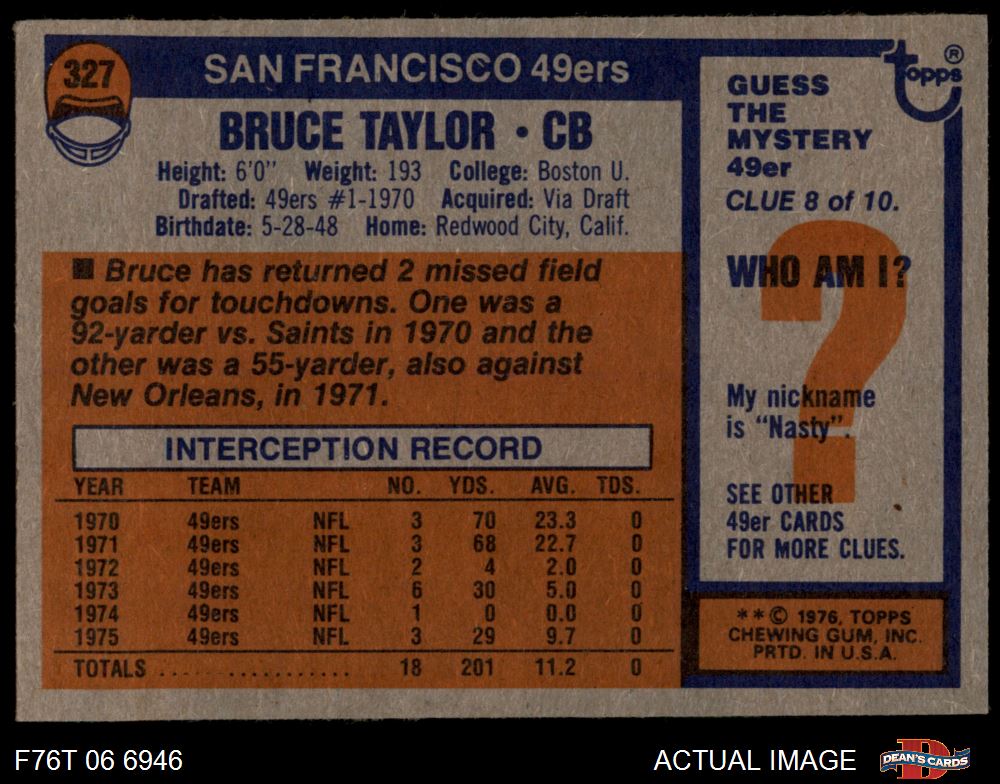 327
SAN FRANCISCO 49ers
BRUCE TAYLOR • CB
Height: 6'0" Weight: 193 College: Boston U.
Drafted: 49ers #1-1970 Acquired: Via Draft
Birthdate: 5-28-48 Home: Redwood City, Calif.
■ Bruce has returned 2 missed field
goals for touchdowns. One was a
92-yarder vs. Saints in 1970 and the
other was a 55-yarder, also against
New Orleans, in 1971.
INTERCEPTION RECORD
YEAR TEAM NO. YDS. AVG. TDS.
1970 49ers NFL 3 70 23.3 0
1971 49ers NFL 3 68 22.7 0
1972 49ers NFL 2 4 2.0 0
1973 49ers NFL 6 30 5.0 0
1974 49ers NFL 1 0 0.0 0
1975 49ers NFL 3 29 9.7 0
TOTALS .................... 18 201 11.2 0
topps ®
GUESS
THE
MYSTERY
49er
CLUE 8 of 10.
?
WHO AM I?
My nickname
is “Nasty”.
SEE OTHER
49er CARDS
FOR MORE CLUES.
**© 1976, TOPPS
CHEWING GUM, INC.
PRTD. IN U.S.A.
F76T 06 6946
ACTUAL IMAGE
D
DEAN'S CARDS